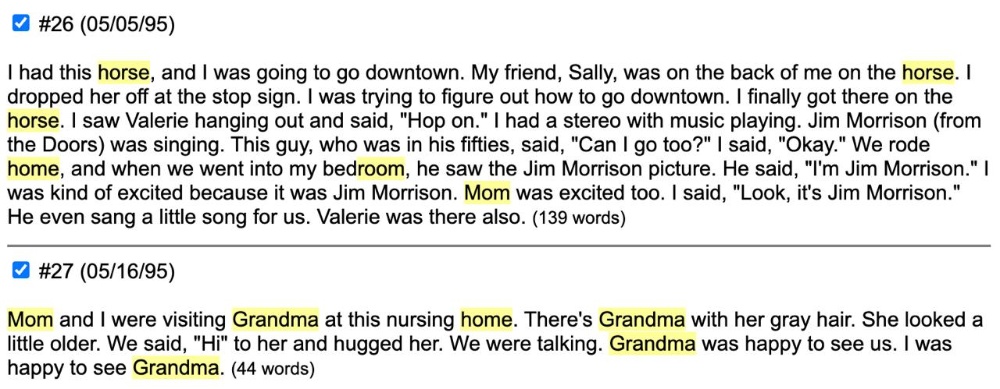 #26 (05/05/95)
I had this horse, and I was going to go downtown. My friend, Sally, was on the back of me on the horse. I
dropped her off at the stop sign. I was trying to figure out how to go downtown. I finally got there on the
horse. I saw Valerie hanging out and said, "Hop on." I had a stereo with music playing. Jim Morrison (from
the Doors) was singing. This guy, who was in his fifties, said, "Can I go too?" I said, "Okay." We rode
home, and when we went into my bedroom, he saw the Jim Morrison picture. He said, "I'm Jim Morrison." I
was kind of excited because it was Jim Morrison. Mom was excited too. I said, "Look, it's Jim Morrison."
He even sang a little song for us. Valerie was there also. (139 words)
#27 (05/16/95)
Mom and I were visiting Grandma at this nursing home. There's Grandma with her gray hair. She looked a
little older. We said, "Hi" to her and hugged her. We were talking. Grandma was happy to see us. I was
happy to see Grandma. (44 words)